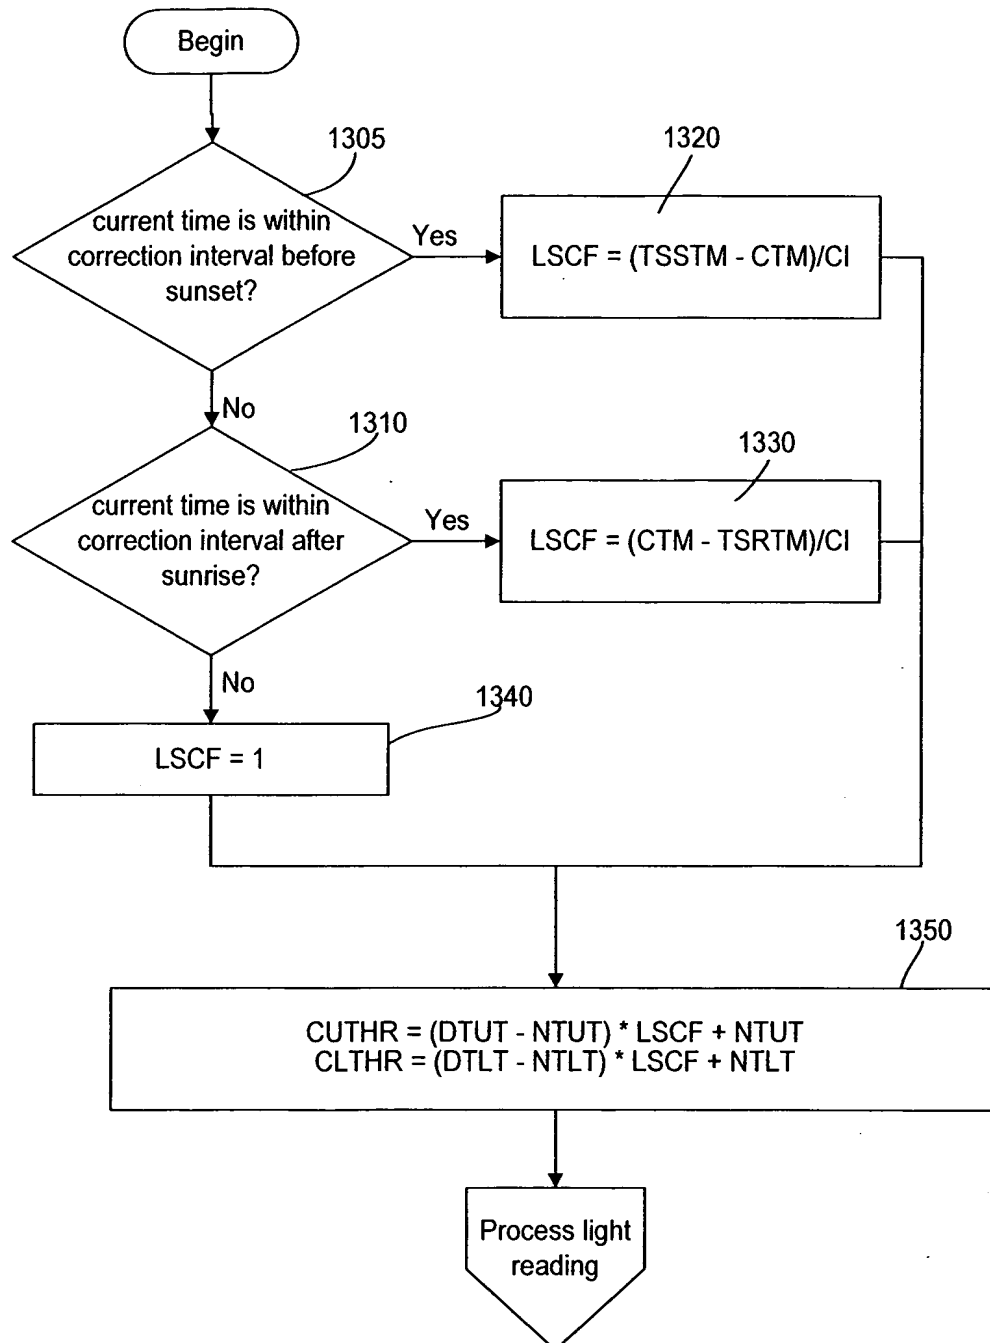 Begin
1305
current time is within
correction interval before
sunset?
Yes
1320
LSCF = (TSSTM - CTM)/CI
No
1310
current time is within
correction interval after
sunrise?
Yes
1330
LSCF = (CTM - TSRTM)/CI
No
1340
LSCF = 1
1350
CUTHR = (DTUT - NTUT) * LSCF + NTUT
CLTHR = (DTLT - NTLT) * LSCF + NTLT
Process light
reading